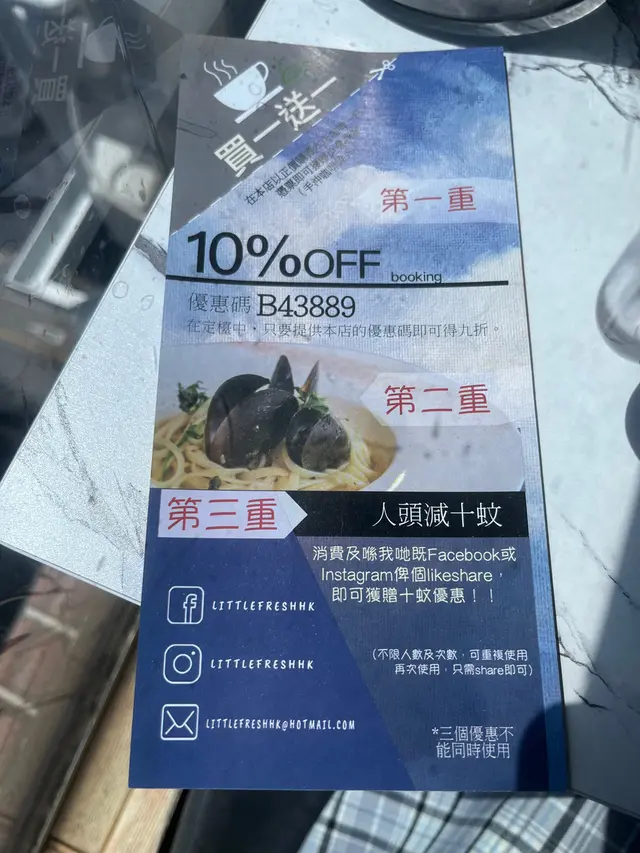 買一送一
第一重
10%OFF booking
優惠碼 B43889
在定檯中，只要提供本店的優惠碼即可得九折。
第二重
第三重
人頭減十蚊
消費及喺我哋既Facebook或
Instagram俾個likeshare，
即可獲贈十蚊優惠！！
LITTLEFRESHHK
LITTLEFRESHHK
(不限人數及次數，可重複使用
再次使用，只需share即可)
LITTLEFRESHHK@HOTMAIL.COM
*三個優惠不
能同時使用